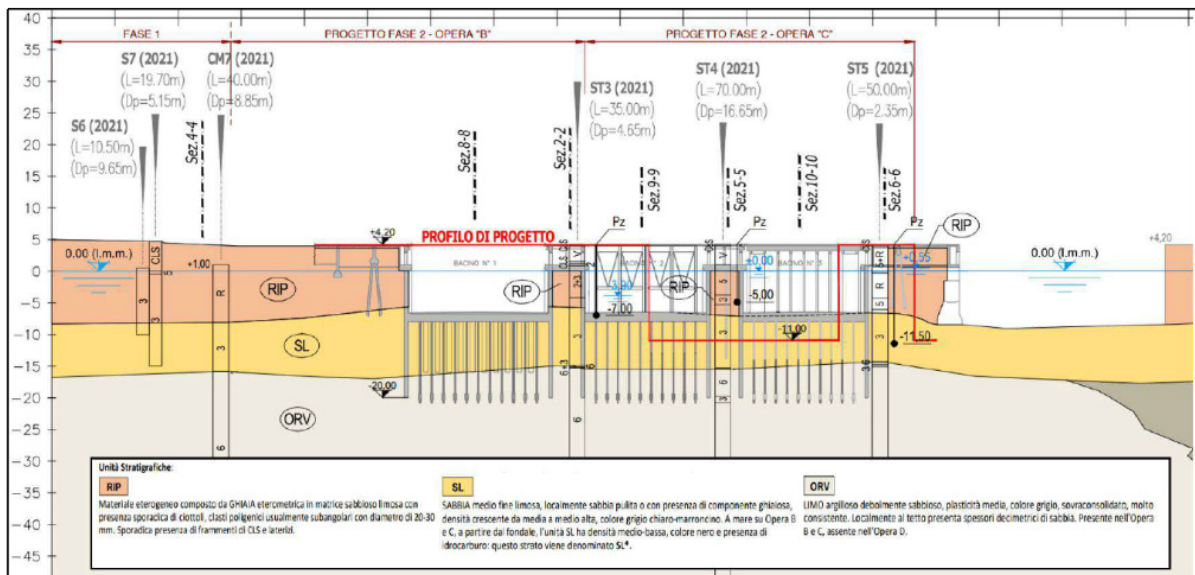 40
30
20
10
5
0
-5
-10
-15
-20
-25
-30
-35
-40
-45
FASE 1
PROGETTO FASE 2 - OPERA "B"
PROGETTO FASE 2 - OPERA "C"
S7 (2021)
(L=19.70m)
(Dp=5.15m)
CM7 (2021)
(L=40.00m)
(Dp=8.85m)
S6 (2021)
(L=10.50m)
(Dp=9.65m)
ST3 (2021)
(L=35.00m)
(Dp=4.65m)
ST4 (2021)
(L=70.00m)
(Dp=16.65m)
ST5 (2021)
(L=50.00m)
(Dp=2.35m)
Sez.4-4
Sez.8-8
Sez.2-2
Sez.9-9
Sez.5-5
Sez.10-10
Sez.6-6
Pz
Pz
Pz
RIP
+4,20
PROFILO DI PROGETTO
0.00 (l.m.m.)
CLS
+1,00
BACINO N° 1
BACINO N° 2
BACINO N° 3
+0,00
+0,55
0.00 (l.m.m.)
+4,20
RIP
RIP
RIP
-7,00
-5,00
-11,00
-11,50
SL
-20,00
ORV
Unità Stratigrafiche:
RIP
Materiale eterogeneo composto da GHIAIA eterometrica in matrice sabbioso limosa con
presenza sporadica di ciottoli, clasti poligenici usualmente subangolari con diametro di 20-30
mm. Sporadica presenza di frammenti di CLS e laterizi.
SL
SABBIA medio fine limosa, localmente sabbia pulita o con presenza di componente ghiaiosa,
densità crescente da media a medio alta, colore grigio chiaro-marroncino. A mare su Opera B
e C, a partire dal fondale, l'unità SL ha densità medio-bassa, colore nero e presenza di
idrocarburo: questo strato viene denominato SL*.
ORV
LIMO argilloso debolmente sabbioso, plasticità media, colore grigio, sovraconsolidato, molto
consistente. Localmente al tetto presenta spessori decimetrici di sabbia. Presente nell'Opera
B e C, assente nell'Opera D.